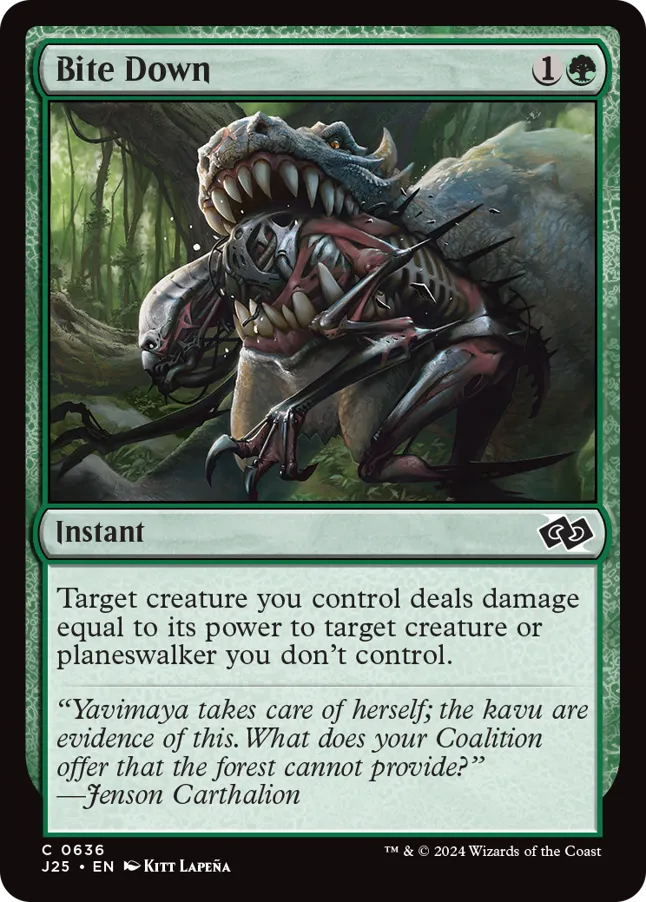 Bite Down 1
Instant
Target creature you control deals damage
equal to its power to target creature or
planeswalker you don't control.
“Yavimaya takes care of herself; the kavu are
evidence of this. What does your Coalition
offer that the forest cannot provide?”
—Jenson Carthalion
C 0636
J25 • EN Kitt Lapeña
™ & © 2024 Wizards of the Coast